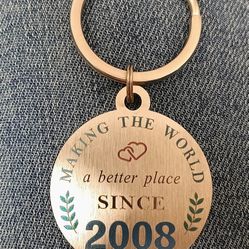 MAKING THE WORLD
a better place
SINCE
2008